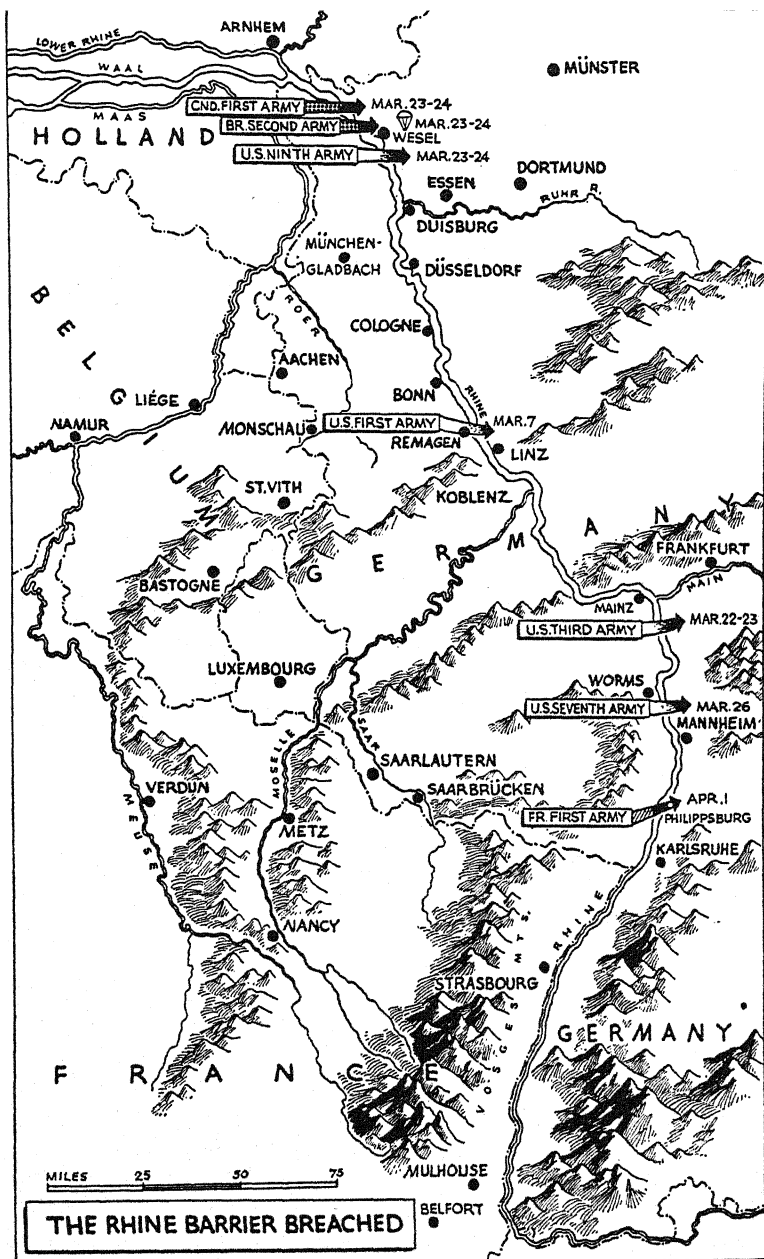 ARNHEM
LOWER RHINE
MÜNSTER
WAAL
MAAS
CND. FIRST ARMY
MAR. 23-24
HOLLAND
BR. SECOND ARMY
MAR. 23-24
WESEL
U.S. NINTH ARMY
MAR. 23-24
DORTMUND
ESSEN
RUHR R.
DUISBURG
MÜNCHEN-
GLADBACH
DÜSSELDORF
ROER
COLOGNE
BELGIUM
AACHEN
BONN
RHINE
LIÉGE
NAMUR
MONSCHAU
U.S. FIRST ARMY
MAR. 7
REMAGEN
LINZ
ST. VITH
KOBLENZ
GERMANY
FRANKFURT
BASTOGNE
MAIN
MAINZ
U.S. THIRD ARMY
MAR. 22-23
LUXEMBOURG
WORMS
U.S. SEVENTH ARMY
MAR. 26
MANNHEIM
SAAR
MOSELLE
SAARLAUTERN
SAARBRÜCKEN
VERDUN
MEUSE
METZ
FR. FIRST ARMY
APR. 1
PHILIPPSBURG
KARLSRUHE
NANCY
RHINE
STRASBOURG
VOSGES MTS.
GERMANY
FRANCE
MILES 25 50 75
MULHOUSE
BELFORT
THE RHINE BARRIER BREACHED